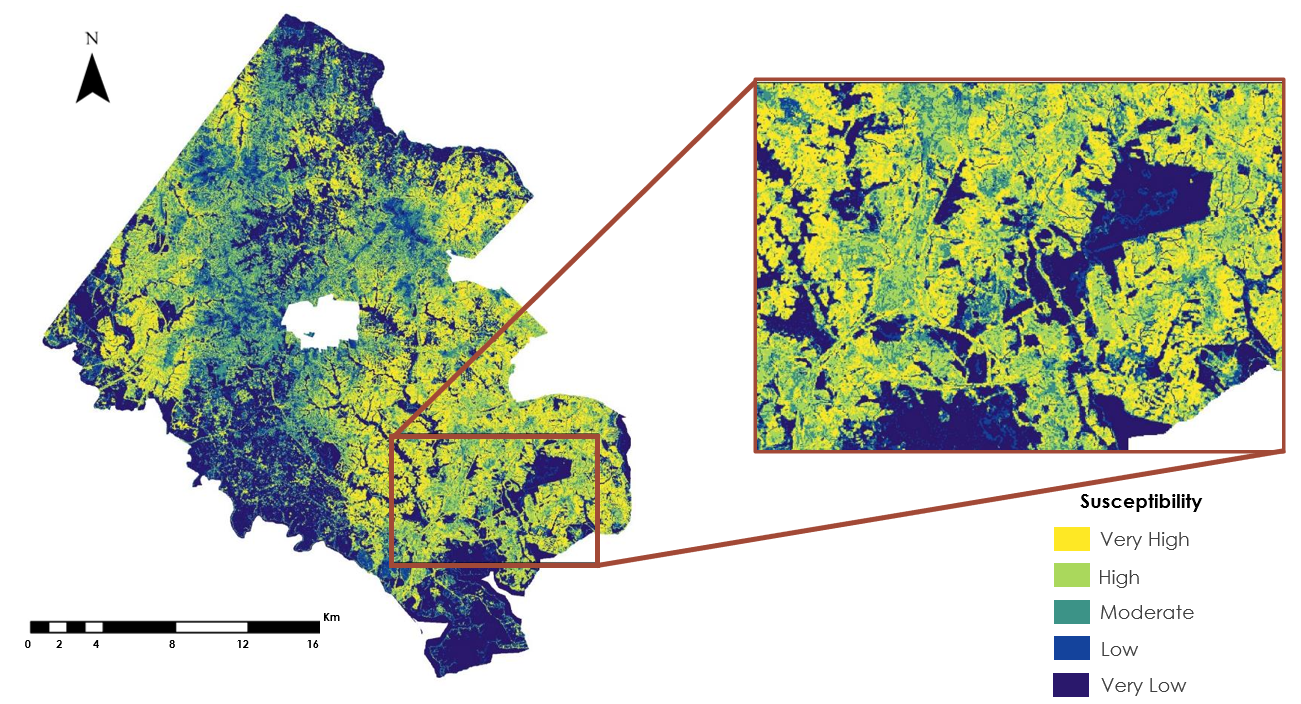 N
Km
0 2 4 8 12 16
Susceptibility
Very High
High
Moderate
Low
Very Low